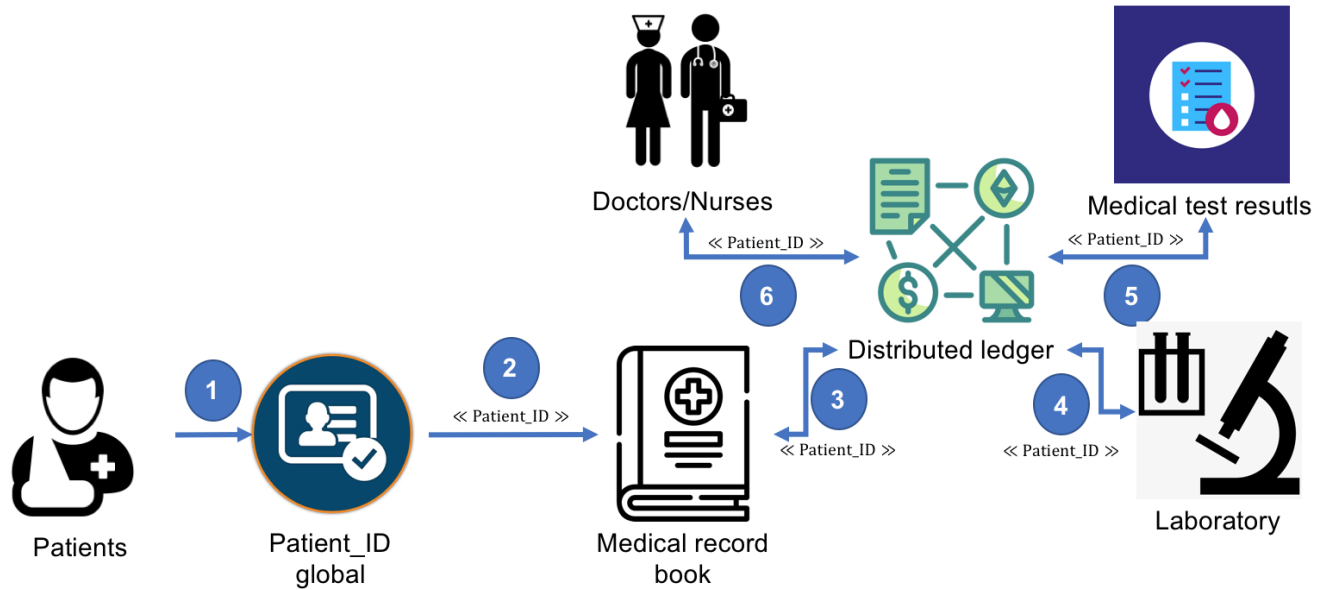 Doctors/Nurses
Medical test resutls
≪ Patient_ID ≫
≪ Patient_ID ≫
6
5
Distributed ledger
1
2
3
4
≪ Patient_ID ≫
≪ Patient_ID ≫
≪ Patient_ID ≫
Patients
Patient_ID
global
Medical record
book
Laboratory